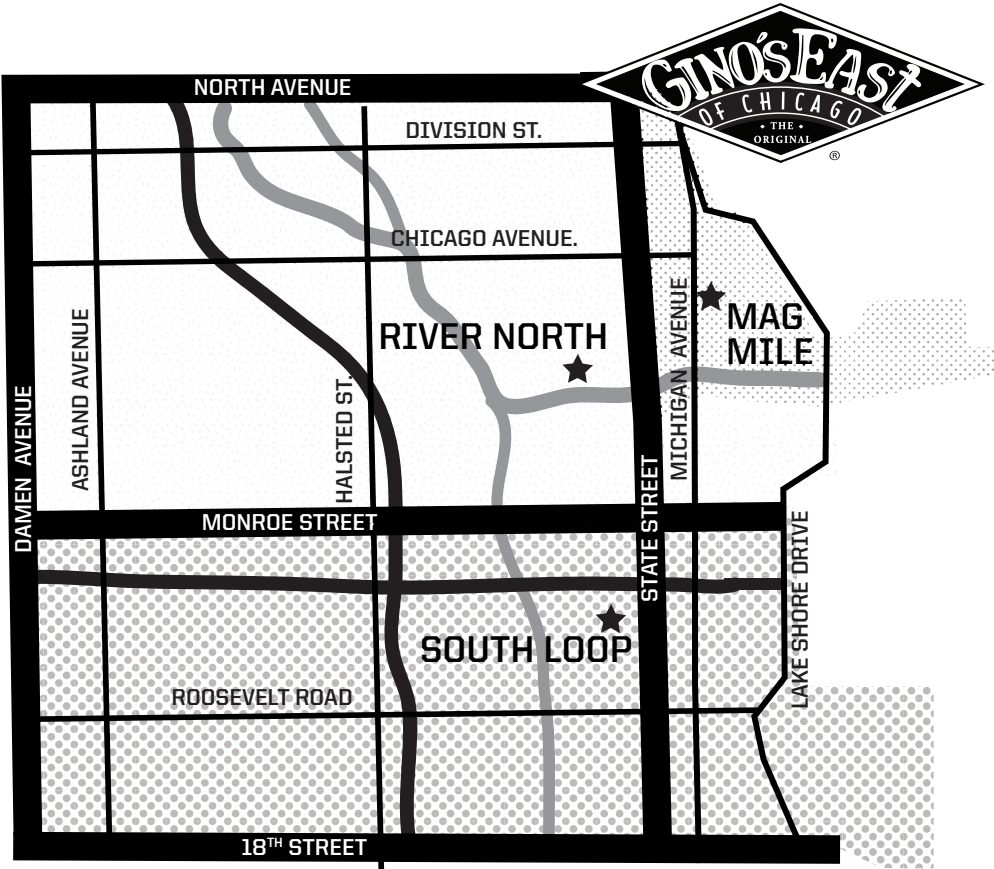 GINO'S EAST
OF CHICAGO
• THE •
ORIGINAL
®
NORTH AVENUE
DIVISION ST.
CHICAGO AVENUE.
MAG
MILE
RIVER NORTH
MICHIGAN AVENUE
ASHLAND AVENUE
HALSTED ST.
DAMEN AVENUE
MONROE STREET
STATE STREET
LAKE SHORE DRIVE
SOUTH LOOP
ROOSEVELT ROAD
18TH STREET